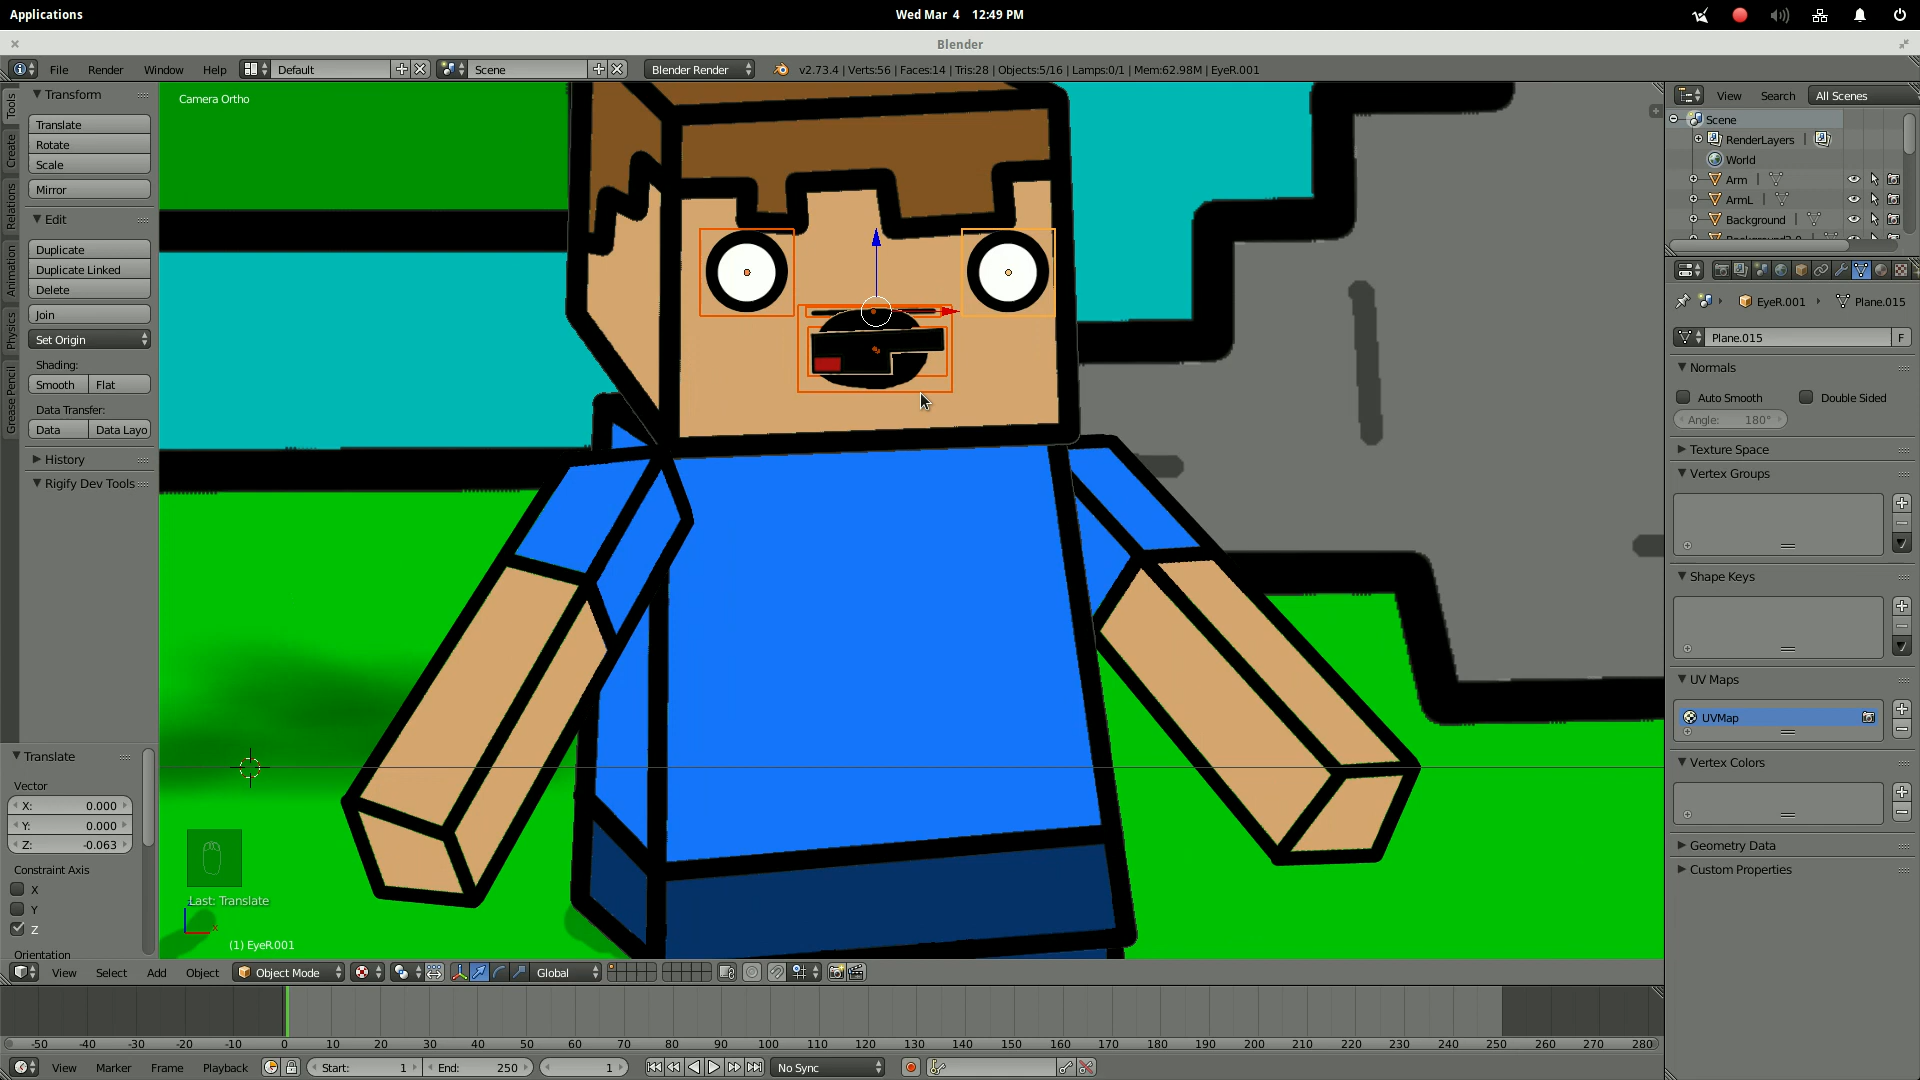 Applications
Wed Mar 4 12:49 PM
Blender
File Render Window Help Default Scene Blender Render v2.73.4 | Verts:56 | Faces:14 | Tris:28 | Objects:5/16 | Lamps:0/1 | Mem:62.98M | EyeR.001
Tools
Create
Relations
Animation
Physics
Grease Pencil
Transform
Translate
Rotate
Scale
Mirror
Edit
Duplicate
Duplicate Linked
Delete
Join
Set Origin
Shading:
Smooth Flat
Data Transfer:
Data Data Layo
History
Rigify Dev Tools
Translate
Vector
X: 0.000
Y: 0.000
Z: -0.063
Constraint Axis
X
Y
Z
Orientation
Camera Ortho
Last: Translate
(1) EyeR.001
View Search All Scenes
Scene
RenderLayers |
World
Arm |
ArmL |
Background |
EyeR.001 Plane.015
Plane.015 F
Normals
Auto Smooth Double Sided
Angle: 180°
Texture Space
Vertex Groups
Shape Keys
UV Maps
UVMap
Vertex Colors
Geometry Data
Custom Properties
View Select Add Object Object Mode Global
-50 -40 -30 -20 -10 0 10 20 30 40 50 60 70 80 90 100 110 120 130 140 150 160 170 180 190 200 210 220 230 240 250 260 270 280
View Marker Frame Playback Start: 1 End: 250 1 No Sync